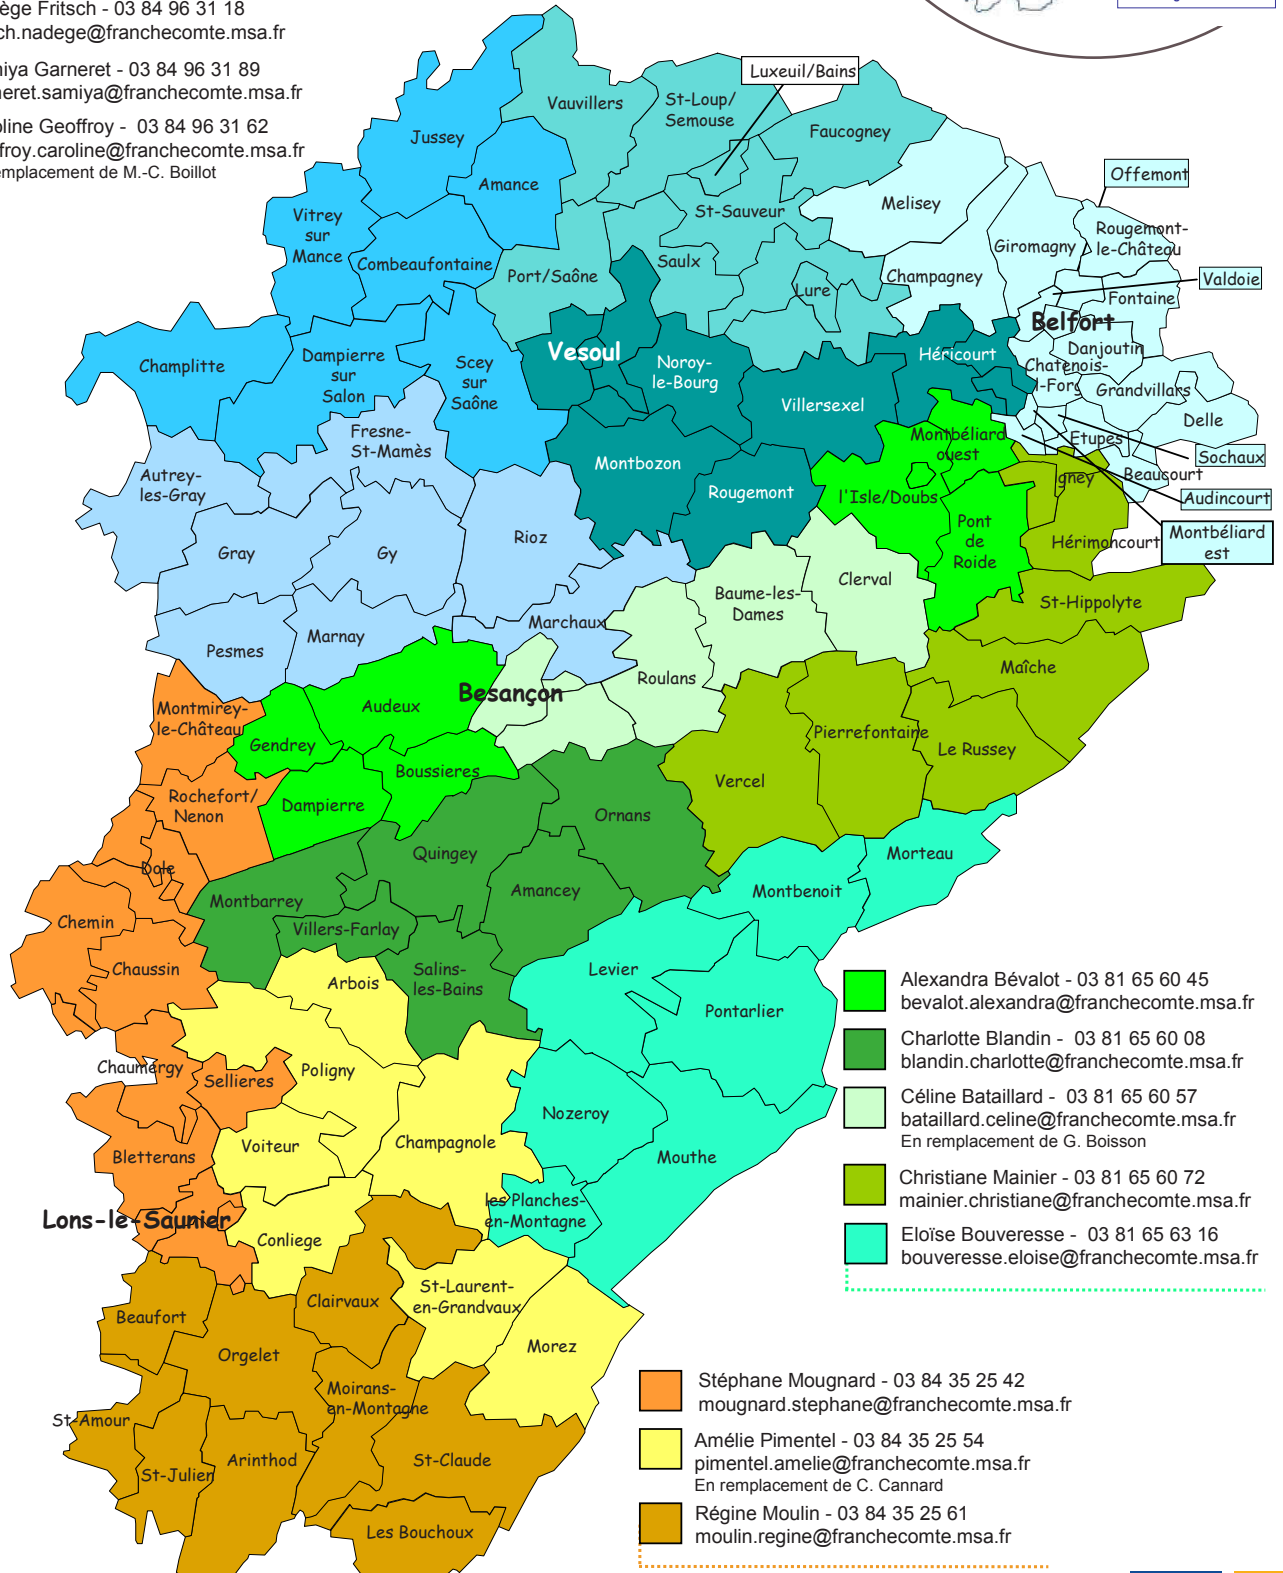 ège Fritsch - 03 84 96 31 18
ch.nadege@franchecomte.msa.fr
iya Garneret - 03 84 96 31 89
neret.samiya@franchecomte.msa.fr
oline Geoffroy - 03 84 96 31 62
ffroy.caroline@franchecomte.msa.fr
emplacement de M.-C. Boillot
Luxeuil/Bains
Vauvillers
St-Loup/
Semouse
Faucogney
Jussey
Amance
Offemont
Melisey
St-Sauveur
Vitrey
sur
Mance
Rougemont-
le-Château
Giromagny
Combeaufontaine
Port/Saône
Saulx
Champagney
Valdoie
Lure
Fontaine
Belfort
Champlitte
Dampierre
sur
Salon
Scey
sur
Saône
Vesoul
Noroy-
le-Bourg
Héricourt
Danjoutin
Chatenois-
-l-Forg
Grandvillars
Villersexel
Delle
Fresne-
St-Mamès
Montbéliard
ouest
Etupes
Sochaux
Autrey-
les-Gray
Montbozon
Rougemont
l'Isle/Doubs
gney
Beaucourt
Audincourt
Gray
Gy
Rioz
Pont
de
Roide
Hérimoncourt
Montbéliard
est
Clerval
Baume-les-
Dames
St-Hippolyte
Pesmes
Marnay
Marchaux
Maîche
Roulans
Besançon
Montmirey-
le-Château
Audeux
Gendrey
Pierrefontaine
Le Russey
Boussieres
Vercel
Rochefort/
Nenon
Dampierre
Ornans
Quingey
Morteau
Dole
Amancey
Montbenoit
Montbarrey
Chemin
Villers-Farlay
Chaussin
Arbois
Salins-
les-Bains
Levier
Pontarlier
Alexandra Bévalot - 03 81 65 60 45
bevalot.alexandra@franchecomte.msa.fr
Charlotte Blandin - 03 81 65 60 08
blandin.charlotte@franchecomte.msa.fr
Céline Bataillard - 03 81 65 60 57
bataillard.celine@franchecomte.msa.fr
En remplacement de G. Boisson
Christiane Mainier - 03 81 65 60 72
mainier.christiane@franchecomte.msa.fr
Eloïse Bouveresse - 03 81 65 63 16
bouveresse.eloise@franchecomte.msa.fr
Chaumergy
Sellieres
Poligny
Nozeroy
Voiteur
Champagnole
Bletterans
Mouthe
les Planches-
en-Montagne
Lons-le-Saunier
Conliege
St-Laurent-
en-Grandvaux
Clairvaux
Beaufort
Orgelet
Morez
Moirans-
en-Montagne
St-Amour
St-Julien
Arinthod
St-Claude
Les Bouchoux
Stéphane Mougnard - 03 84 35 25 42
mougnard.stephane@franchecomte.msa.fr
Amélie Pimentel - 03 84 35 25 54
pimentel.amelie@franchecomte.msa.fr
En remplacement de C. Cannard
Régine Moulin - 03 84 35 25 61
moulin.regine@franchecomte.msa.fr